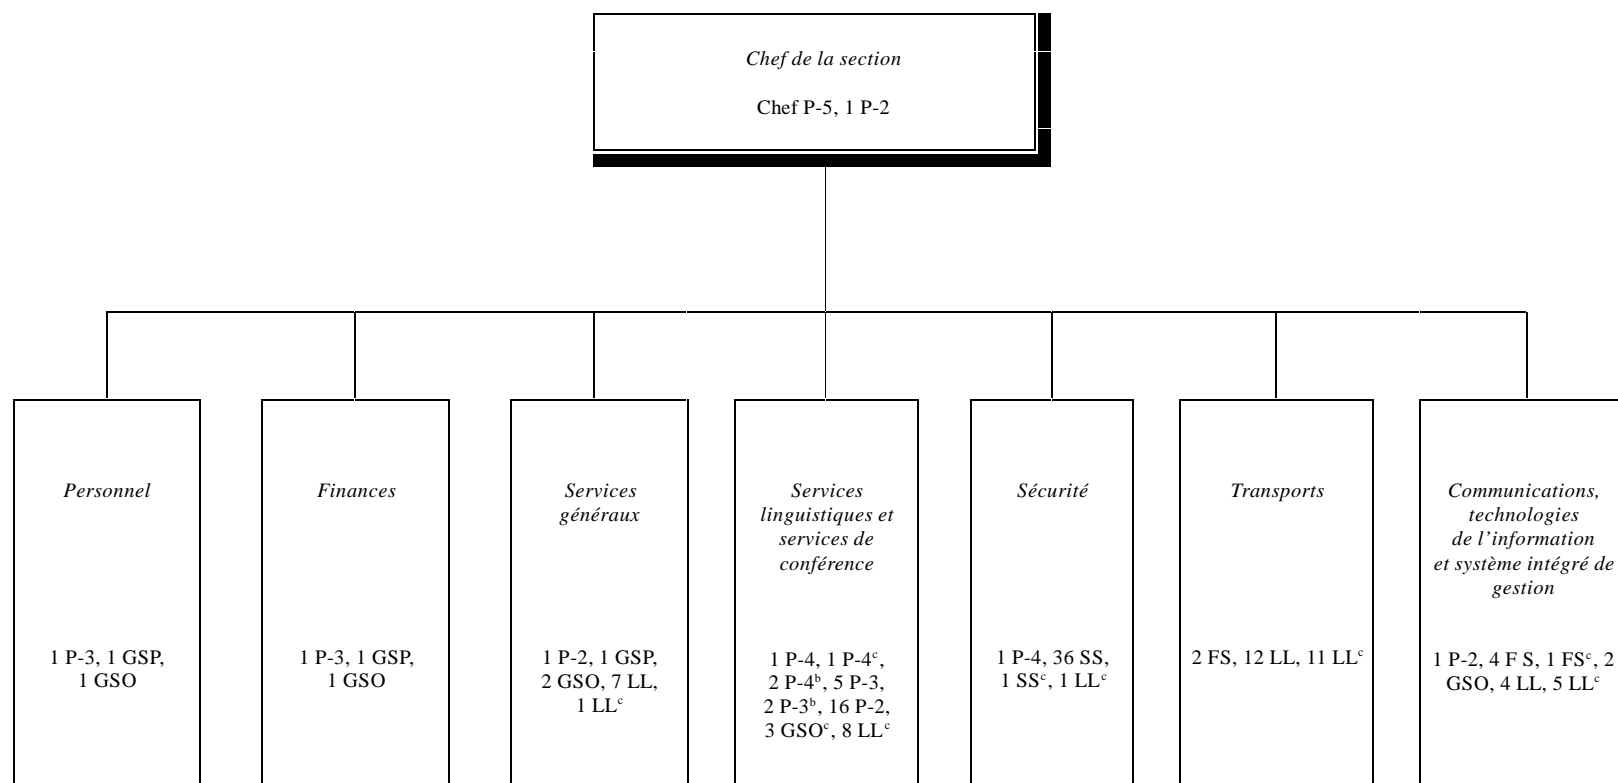 Chef de la section
Chef P-5, 1 P-2
Personnel
1 P-3, 1 GSP,
1 GSO
Finances
1 P-3, 1 GSP,
1 GSO
Services
généraux
1 P-2, 1 GSP,
2 GSO, 7 LL,
1 LLᶜ
Services
linguistiques et
services de
conférence
1 P-4, 1 P-4ᶜ,
2 P-4ᵇ, 5 P-3,
2 P-3ᵇ, 16 P-2,
3 GSOᶜ, 8 LLᶜ
Sécurité
1 P-4, 36 SS,
1 SSᶜ, 1 LLᶜ
Transports
2 FS, 12 LL, 11 LLᶜ
Communications,
technologies
de l’information
et système intégré de
gestion
1 P-2, 4 F S, 1 FSᶜ, 2
GSO, 4 LL, 5 LLᶜ